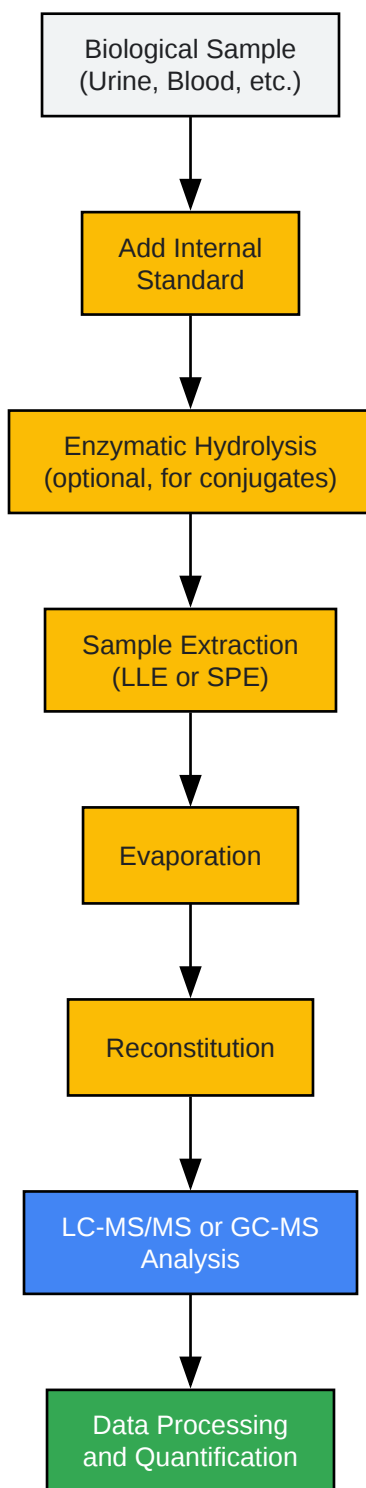 Biological Sample
(Urine, Blood, etc.)
Add Internal
Standard
Enzymatic Hydrolysis
(optional, for conjugates)
Sample Extraction
(LLE or SPE)
Evaporation
Reconstitution
LC-MS/MS or GC-MS
Analysis
Data Processing
and Quantification